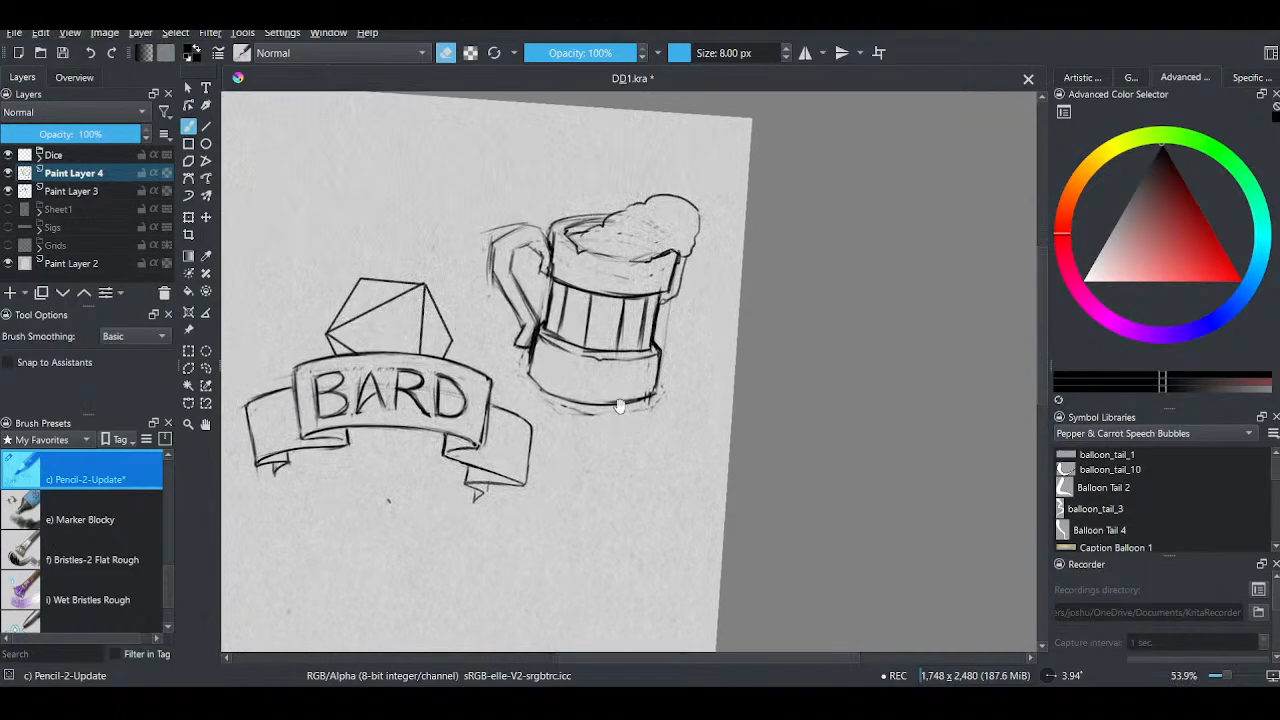 File Edit View Image Layer Select Filter Tools Settings Window Help
Normal
Opacity: 100%
Size: 8.00 px
Layers Overview
DD1.kra *
Artistic ... G... Advanced ... Specific ...
Layers
Normal
Opacity: 100%
Dice
Paint Layer 4
Paint Layer 3
Sheet1
Sigs
Grids
Paint Layer 2
Tool Options
Brush Smoothing: Basic
Snap to Assistants
Brush Presets
My Favorites
Tag
c) Pencil-2-Update*
e) Marker Blocky
f) Bristles-2 Flat Rough
i) Wet Bristles Rough
Search
Filter in Tag
BARD
Advanced Color Selector
Symbol Libraries
Pepper & Carrot Speech Bubbles
balloon_tail_1
balloon_tail_10
Balloon Tail 2
balloon_tail_3
Balloon Tail 4
Caption Balloon 1
Recorder
Recordings directory:
ers/joshu/OneDrive/Documents/KritaRecorder
Capture interval: 1 sec.
c) Pencil-2-Update
RGB/Alpha (8-bit integer/channel) sRGB-elle-V2-srgbtrc.icc
REC
1,748 x 2,480 (187.6 MiB)
3.94°
53.9%